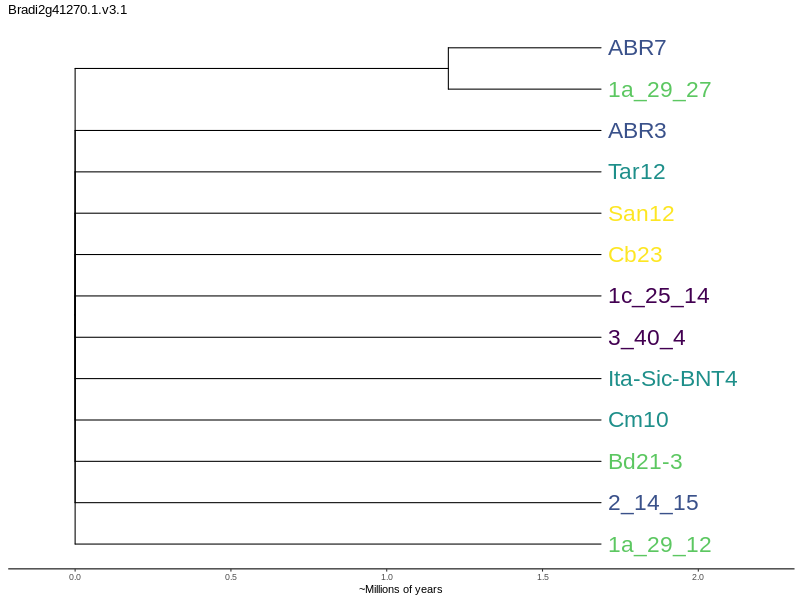 Bradi2g41270.1.v3.1
ABR7
1a_29_27
ABR3
Tar12
San12
Cb23
1c_25_14
3_40_4
Ita-Sic-BNT4
Cm10
Bd21-3
2_14_15
1a_29_12
0.0 0.5 1.0 1.5 2.0
~Millions of years